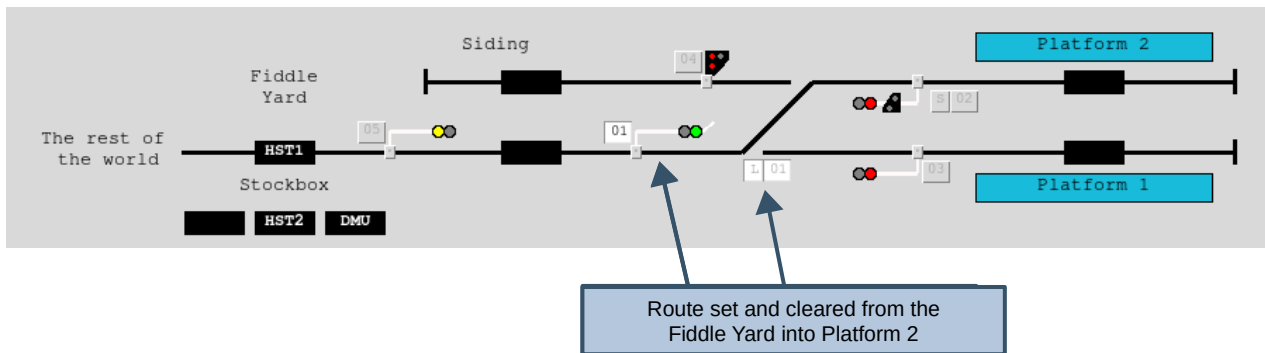 Siding
04
Platform 2
Fiddle
Yard
S 02
05
01
The rest of
the world
HST1
L 01
03
Stockbox
Platform 1
HST2 DMU
Route set and cleared from the
Fiddle Yard into Platform 2